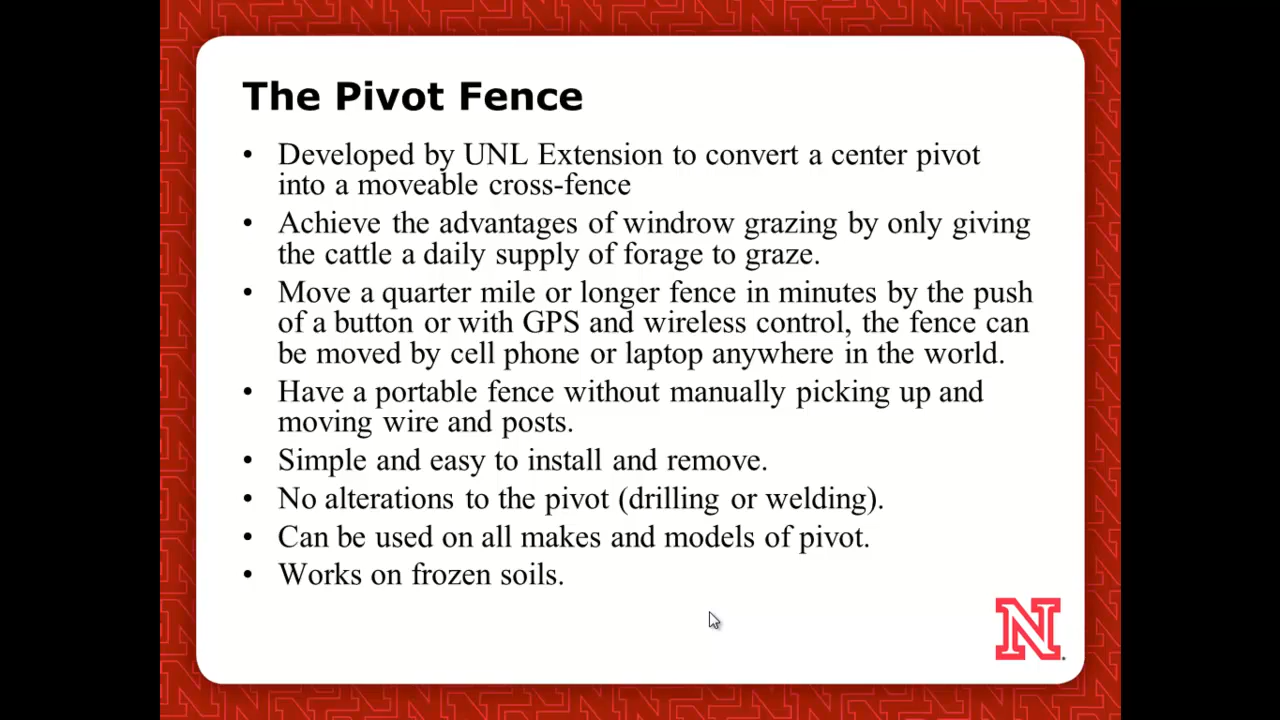 The Pivot Fence
• Developed by UNL Extension to convert a center pivot
into a moveable cross-fence
• Achieve the advantages of windrow grazing by only giving
the cattle a daily supply of forage to graze.
• Move a quarter mile or longer fence in minutes by the push
of a button or with GPS and wireless control, the fence can
be moved by cell phone or laptop anywhere in the world.
• Have a portable fence without manually picking up and
moving wire and posts.
• Simple and easy to install and remove.
• No alterations to the pivot (drilling or welding).
• Can be used on all makes and models of pivot.
• Works on frozen soils.
N